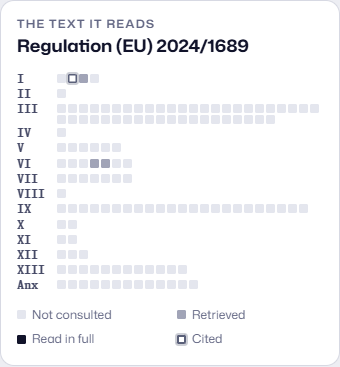 THE TEXT IT READS
Regulation (EU) 2024/1689
I
II
III
IV
V
VI
VII
VIII
IX
X
XI
XII
XIII
Anx
Not consulted Retrieved
Read in full Cited